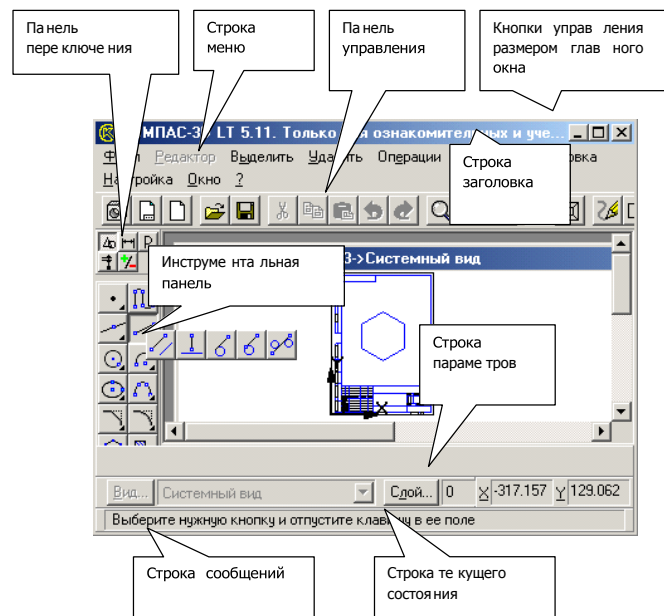 Па нель
пере ключе ния
Строка
меню
Па нель
управления
Кнопки управ ления
размером глав ного
окна
МПАС-3 LT 5.11. Только ознакомительных и уче...
Редактор Выделить Удалить Операции
Строка
заголовка
Настройка Окно ?
Инструме нта льная
панель
3->Системный вид
Строка
параме тров
Y
X
Вид... Системный вид Слой... 0 X -317.157 Y 129.062
Выберите нужную кнопку и отпустите клавишу в ее поле
Строка сообщений
Строка те кущего
состоя ния